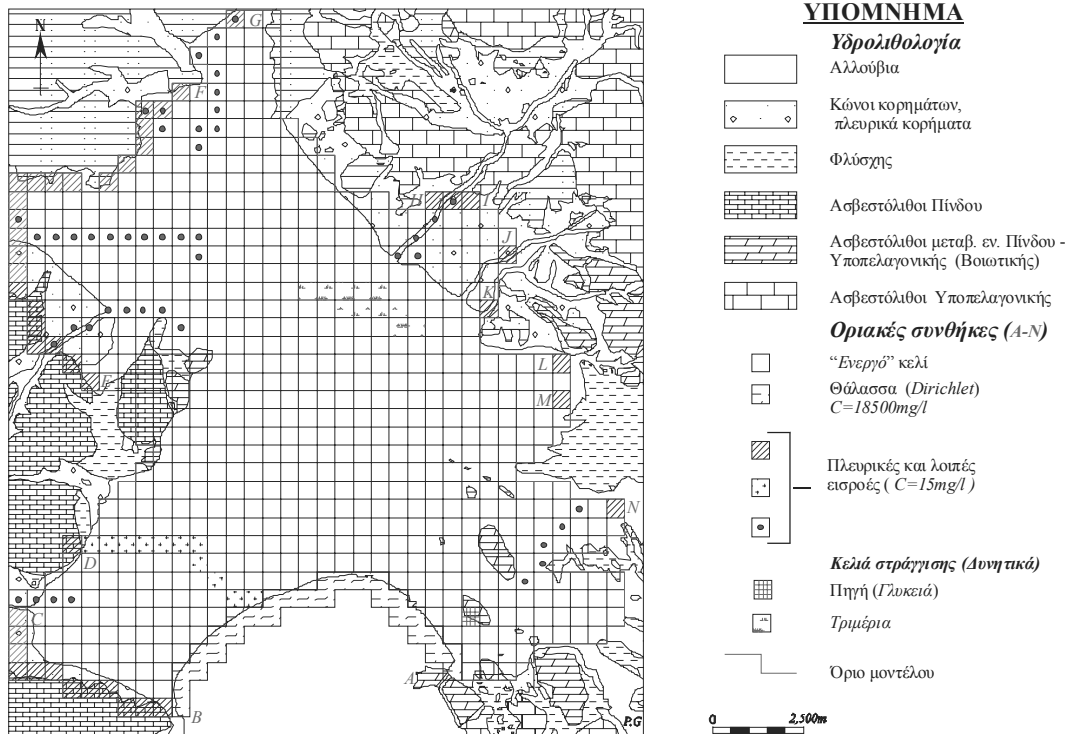 N
G
F
H
I
J
K
L
M
E
N
D
C
A
B
P.G
ΥΠΟΜΝΗΜΑ
Υδρολιθολογία
Αλλούβια
Κώνοι κορημάτων,
πλευρικά κορήματα
Φλύσχης
Ασβεστόλιθοι Πίνδου
Ασβεστόλιθοι μεταβ. εν. Πίνδου -
Υποπελαγονικής (Βοιωτικής)
Ασβεστόλιθοι Υποπελαγονικής
Οριακές συνθήκες (A-N)
“Ενεργό” κελί
Θάλασσα (Dirichlet)
C=18500mg/l
Πλευρικές και λοιπές
εισροές ( C=15mg/l )
Κελιά στράγγισης (Δυνητικά)
Πηγή (Γλυκειά)
Τριμέρια
Όριο μοντέλου
0 2,500m